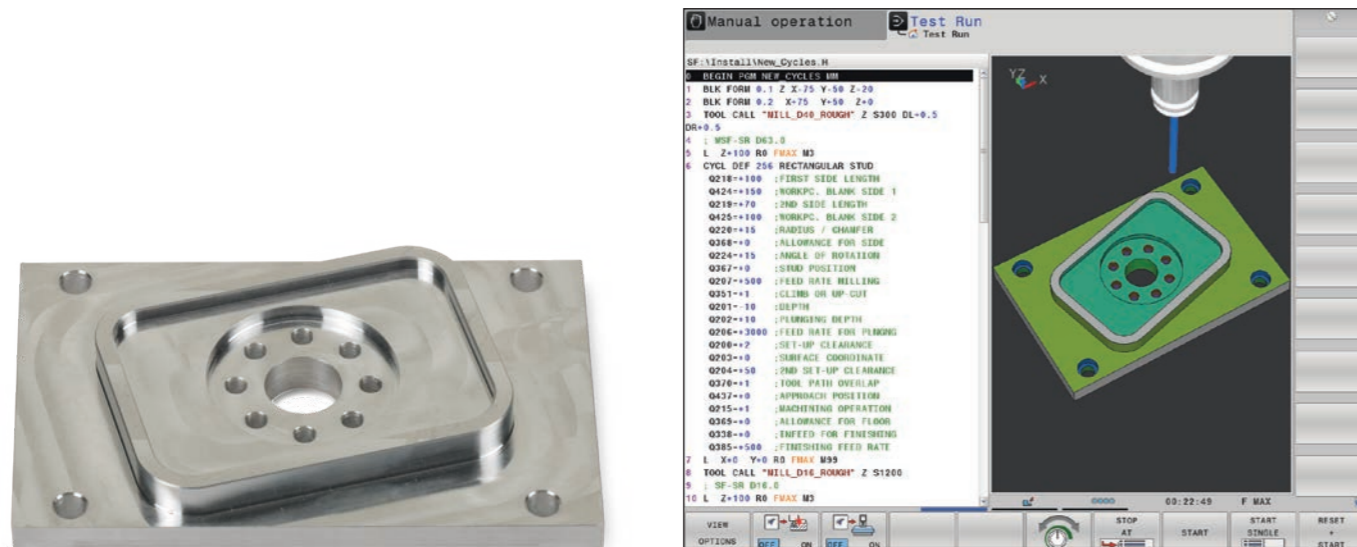 Manual operation
Test Run
Test Run
SF:\Install\New_Cycles.H
0 BEGIN PGM NEW_CYCLES MM
1 BLK FORM 0.1 Z X-75 Y-50 Z-20
2 BLK FORM 0.2 X+75 Y+50 Z+0
3 TOOL CALL "MILL_D40_ROUGH" Z S300 DL+0.5
DR+0.5
4 ; WSF-SR D63.0
5 L Z+100 R0 FMAX M3
6 CYCL DEF 256 RECTANGULAR STUD
Q218=+100 ;FIRST SIDE LENGTH
Q424=+150 ;WORKPC. BLANK SIDE 1
Q219=+70 ;2ND SIDE LENGTH
Q425=+100 ;WORKPC. BLANK SIDE 2
Q220=+15 ;RADIUS / CHAMFER
Q368=+0 ;ALLOWANCE FOR SIDE
Q224=+15 ;ANGLE OF ROTATION
Q367=+0 ;STUD POSITION
Q207=+500 ;FEED RATE MILLING
Q351=+1 ;CLIMB OR UP-CUT
Q201=-10 ;DEPTH
Q202=+10 ;PLUNGING DEPTH
Q206=+3000 ;FEED RATE FOR PLNGNG
Q200=+2 ;SET-UP CLEARANCE
Q203=+0 ;SURFACE COORDINATE
Q204=+50 ;2ND SET-UP CLEARANCE
Q370=+1 ;TOOL PATH OVERLAP
Q437=+0 ;APPROACH POSITION
Q215=+1 ;MACHINING OPERATION
Q369=+0 ;ALLOWANCE FOR FLOOR
Q338=+0 ;INFEED FOR FINISHING
Q385=+500 ;FINISHING FEED RATE
7 L X+0 Y+0 R0 FMAX M99
8 TOOL CALL "MILL_D16_ROUGH" Z S1200
9 ; SF-SR D16.0
10 L Z+100 R0 FMAX M3
YZ X
00:22:49 F MAX
VIEW
OPTIONS
OFF ON
OFF ON
STOP
AT
START
START
SINGLE
RESET
+
START